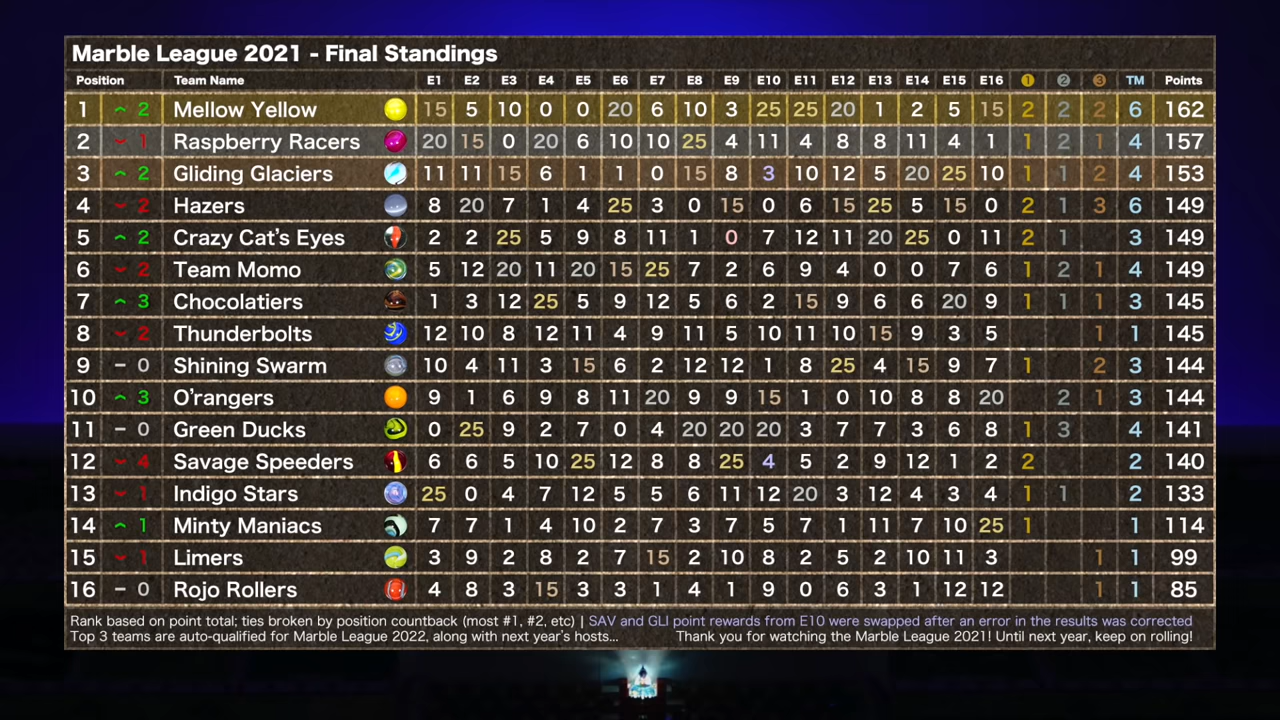 Marble League 2021 - Final Standings
Position Team Name E1 E2 E3 E4 E5 E6 E7 E8 E9 E10 E11 E12 E13 E14 E15 E16 1 2 3 TM Points
1 2 Mellow Yellow 15 5 10 0 0 20 6 10 3 25 25 20 1 2 5 15 2 2 2 6 162
2 1 Raspberry Racers 20 15 0 20 6 10 10 25 4 11 4 8 8 11 4 1 1 2 1 4 157
3 2 Gliding Glaciers 11 11 15 6 1 1 0 15 8 3 10 12 5 20 25 10 1 1 2 4 153
4 2 Hazers 8 20 7 1 4 25 3 0 15 0 6 15 25 5 15 0 2 1 3 6 149
5 2 Crazy Cat's Eyes 2 2 25 5 9 8 11 1 0 7 12 11 20 25 0 11 2 1 3 149
6 2 Team Momo 5 12 20 11 20 15 25 7 2 6 9 4 0 0 7 6 1 2 1 4 149
7 3 Chocolatiers 1 3 12 25 5 9 12 5 6 2 15 9 6 6 20 9 1 1 1 3 145
8 2 Thunderbolts 12 10 8 12 11 4 9 11 5 10 11 10 15 9 3 5 1 1 145
9 – 0 Shining Swarm 10 4 11 3 15 6 2 12 12 1 8 25 4 15 9 7 1 2 3 144
10 3 O'rangers 9 1 6 9 8 11 20 9 9 15 1 0 10 8 8 20 2 1 3 144
11 – 0 Green Ducks 0 25 9 2 7 0 4 20 20 20 3 7 7 3 6 8 1 3 4 141
12 4 Savage Speeders 6 6 5 10 25 12 8 8 25 4 5 2 9 12 1 2 2 2 140
13 1 Indigo Stars 25 0 4 7 12 5 5 6 11 12 20 3 12 4 3 4 1 1 2 133
14 1 Minty Maniacs 7 7 1 4 10 2 7 3 7 5 7 1 11 7 10 25 1 1 114
15 1 Limers 3 9 2 8 2 7 15 2 10 8 2 5 2 10 11 3 1 1 99
16 – 0 Rojo Rollers 4 8 3 15 3 3 1 4 1 9 0 6 3 1 12 12 1 1 85
Rank based on point total; ties broken by position countback (most #1, #2, etc) | SAV and GLI point rewards from E10 were swapped after an error in the results was corrected
Top 3 teams are auto-qualified for Marble League 2022, along with next year's hosts... Thank you for watching the Marble League 2021! Until next year, keep on rolling!